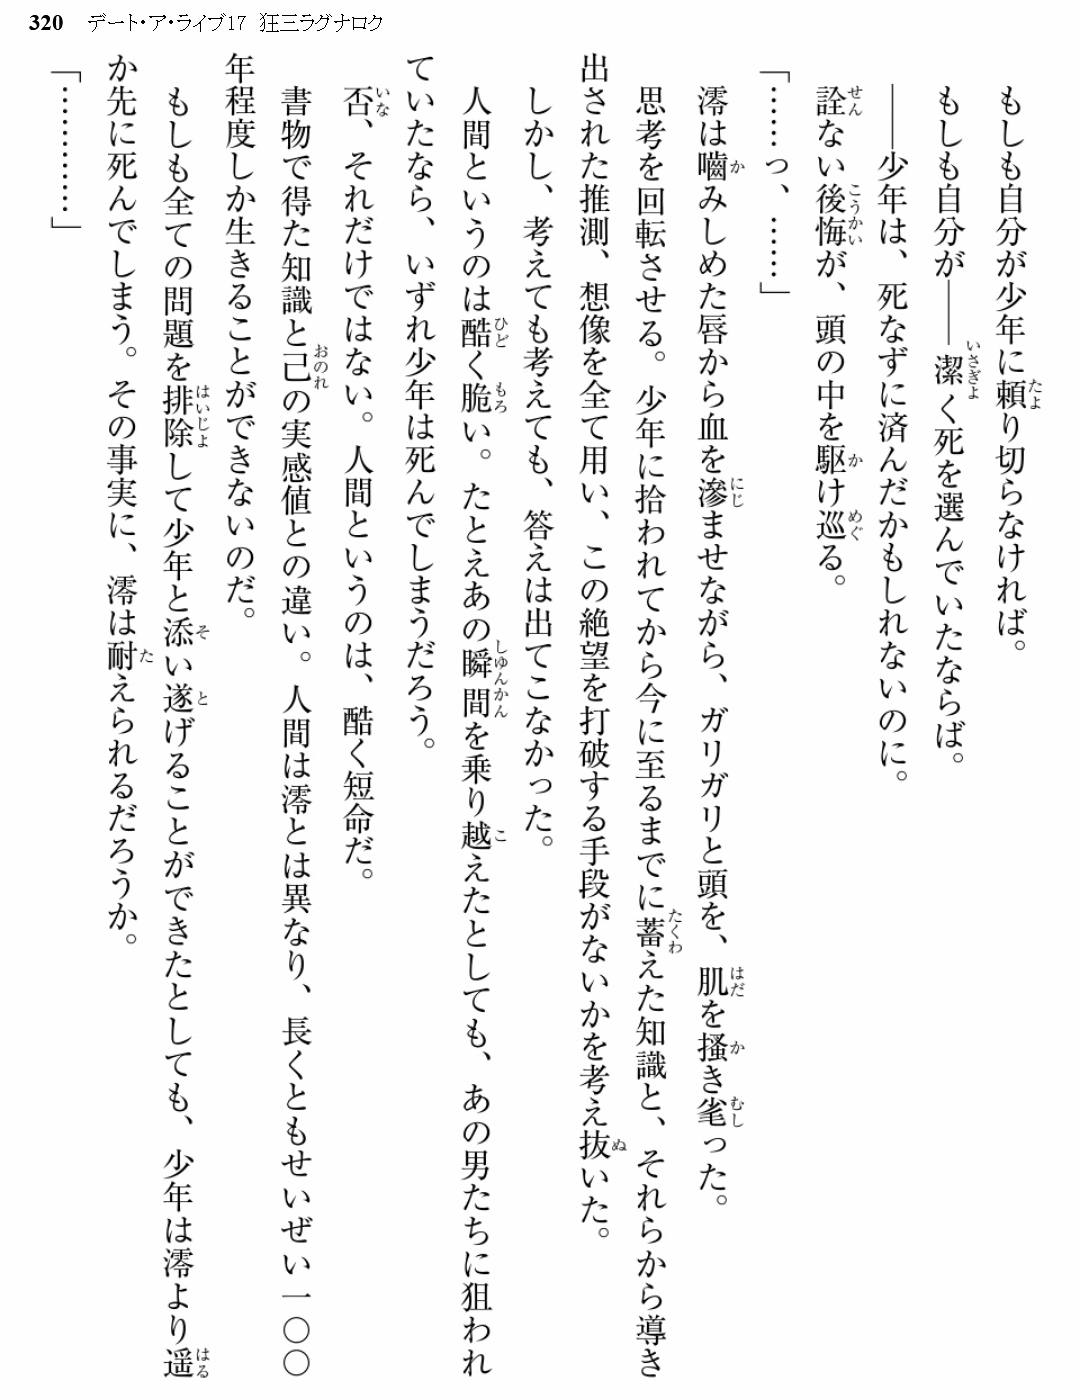 320 デート・ア・ライブ17 狂三ラグナロク
もしも自分が少年に頼り切らなければ。
もしも自分が――潔く死を選んでいたならば。
――少年は、死なずに済んだかもしれないのに。
詮ない後悔が、頭の中を駆け巡る。
「……っ、……」
澪は嚙みしめた唇から血を滲ませながら、ガリガリと頭を、肌を掻き毟った。
思考を回転させる。少年に拾われてから今に至るまでに蓄えた知識と、それらから導き
出された推測、想像を全て用い、この絶望を打破する手段がないかを考え抜いた。
しかし、考えても考えても、答えは出てこなかった。
人間というのは酷く脆い。たとえあの瞬間を乗り越えたとしても、あの男たちに狙われ
ていたなら、いずれ少年は死んでしまうだろう。
否、それだけではない。人間というのは、酷く短命だ。
書物で得た知識と己の実感値との違い。人間は澪とは異なり、長くともせいぜい一〇〇
年程度しか生きることができないのだ。
もしも全ての問題を排除して少年と添い遂げることができたとしても、少年は澪より遥
か先に死んでしまう。その事実に、澪は耐えられるだろうか。
「…………」